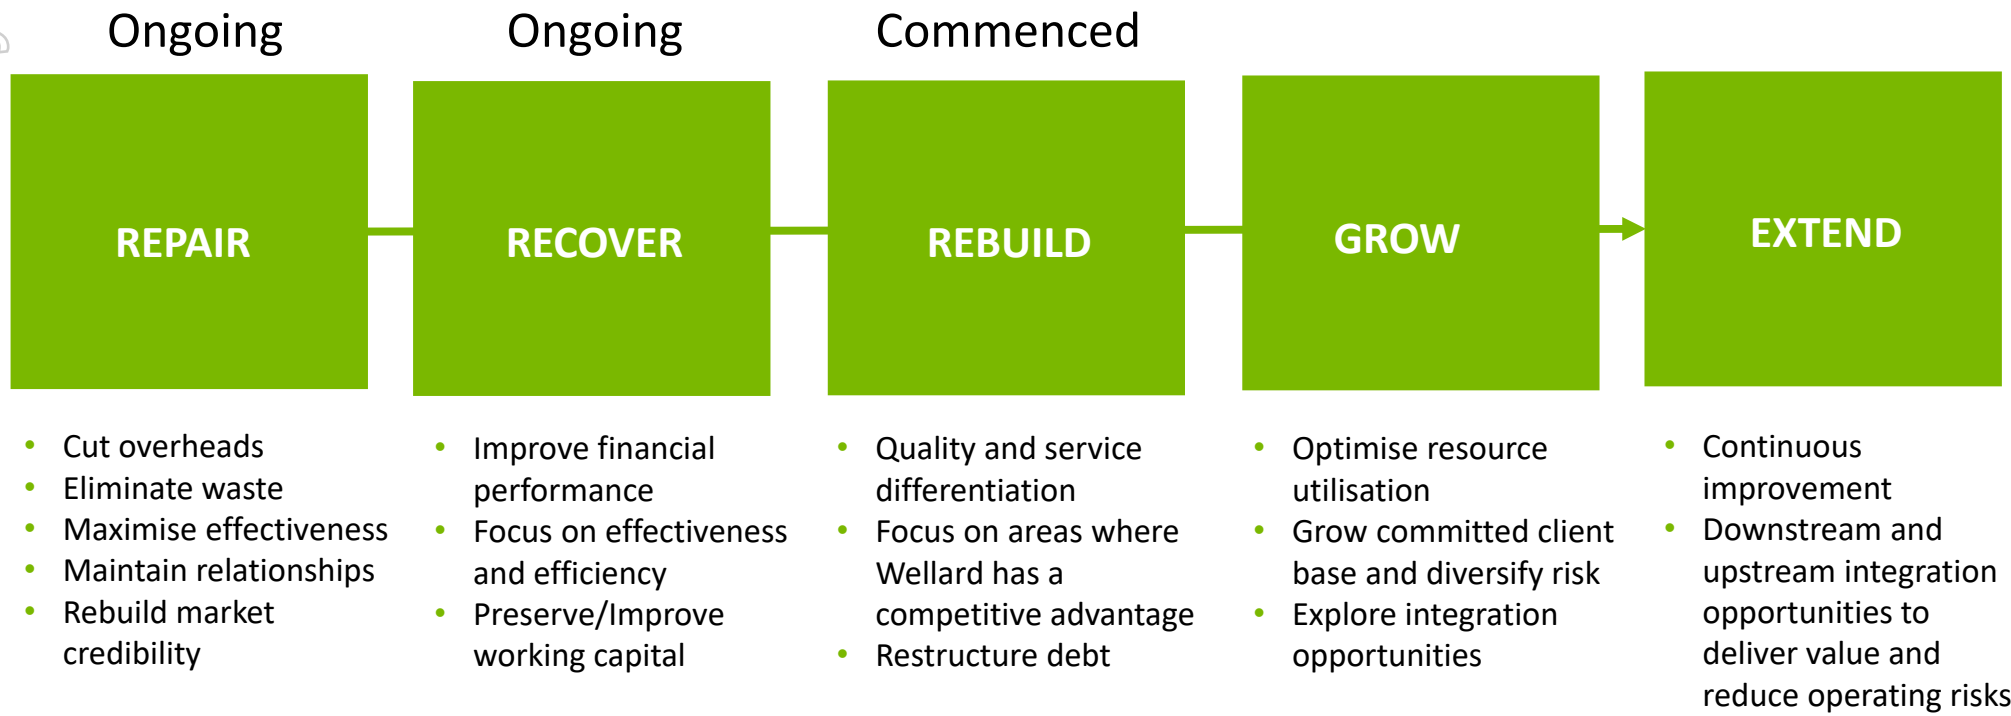 Ongoing
Ongoing
Commenced
REPAIR
RECOVER
REBUILD
GROW
EXTEND
• Cut overheads
• Eliminate waste
• Maximise effectiveness
• Maintain relationships
• Rebuild market
credibility
• Improve financial
performance
• Focus on effectiveness
and efficiency
• Preserve/Improve
working capital
• Quality and service
differentiation
• Focus on areas where
Wellard has a
competitive advantage
• Restructure debt
• Optimise resource
utilisation
• Grow committed client
base and diversify risk
• Explore integration
opportunities
• Continuous
improvement
• Downstream and
upstream integration
opportunities to
deliver value and
reduce operating risks